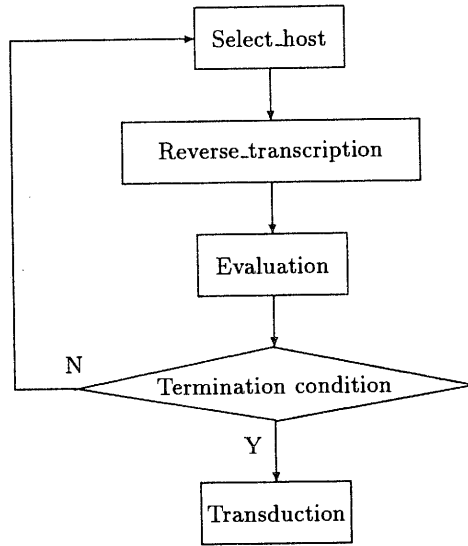 Select_host
Reverse_transcription
Evaluation
N
Termination condition
Y
Transduction